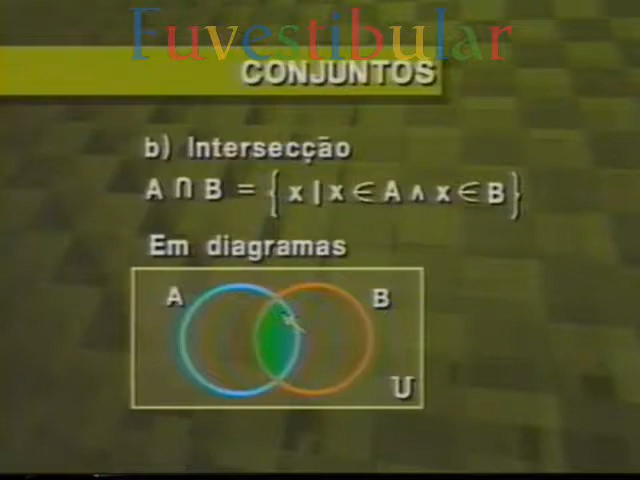 Fuvestibular
CONJUNTOS
b) Intersecção
A ∩ B = { x | x ∈ A ∧ x ∈ B }
Em diagramas
A B
U